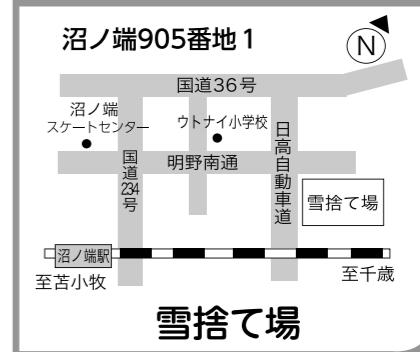 沼ノ端905番地1
N
国道36号
沼ノ端
スケートセンター
ウトナイ小学校
日高自動車道
国道234号
明野南通
雪捨て場
沼ノ端駅
至苫小牧
至千歳
雪捨て場